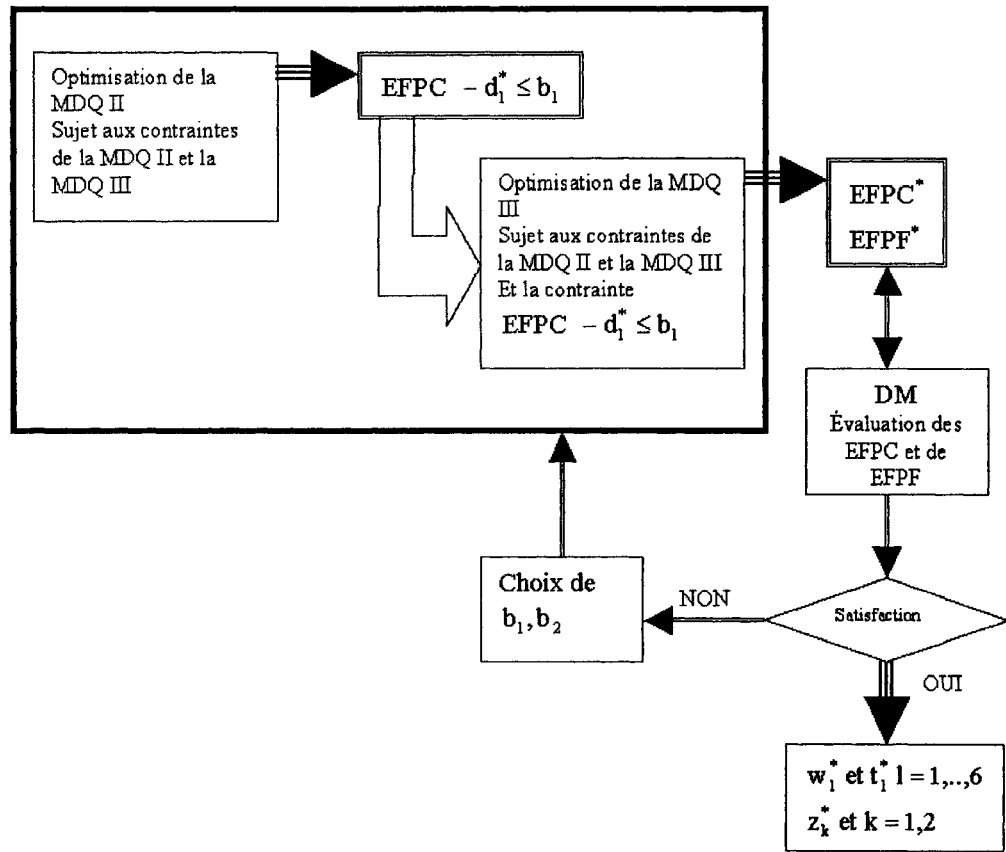 Optimisation de la
MDQ II
Sujet aux contraintes
de la MDQ II et la
MDQ III
EFPC − d₁* ≤ b₁
Optimisation de la MDQ
III
Sujet aux contraintes de
la MDQ II et la MDQ III
Et la contrainte
EFPC − d₁* ≤ b₁
EFPC*
EFPF*
DM
Évaluation des
EFPC et de
EFPF
Satisfaction
NON
Choix de
b₁, b₂
OUI
w₁* et t₁* l = 1,..,6
zₖ* et k = 1,2